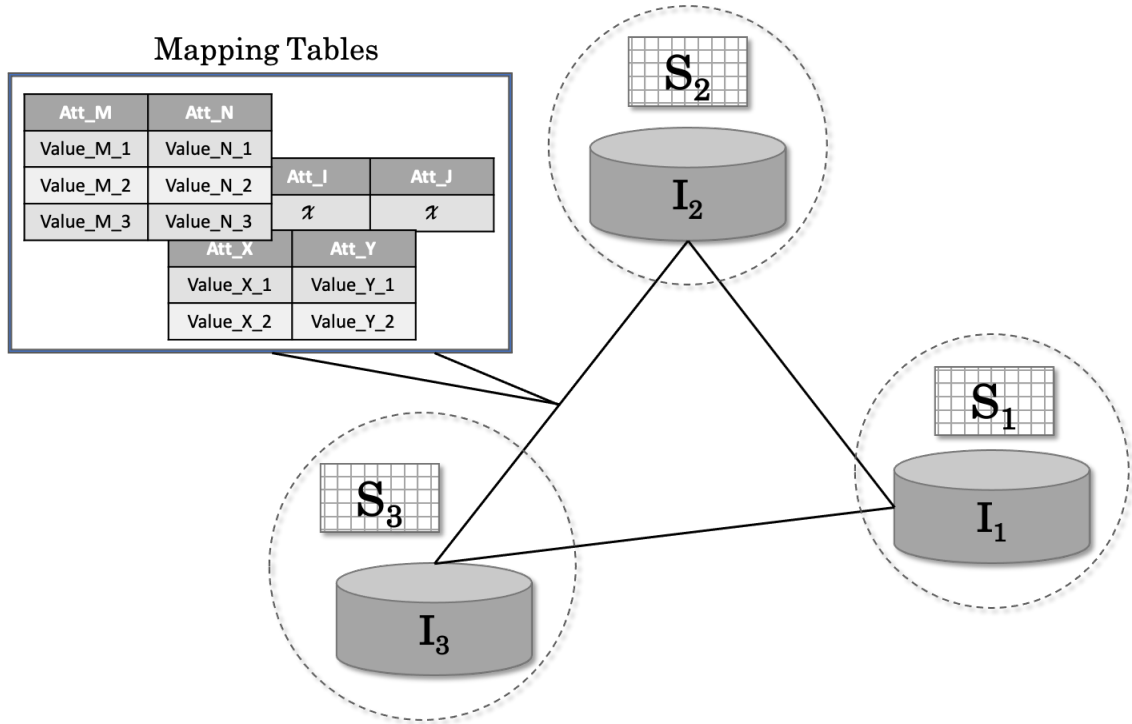 Mapping Tables
Att_M Att_N
Value_M_1 Value_N_1
Value_M_2 Value_N_2
Value_M_3 Value_N_3
Att_I Att_J
𝓍 𝓍
Att_X Att_Y
Value_X_1 Value_Y_1
Value_X_2 Value_Y_2
S₂
I₂
S₁
I₁
S₃
I₃